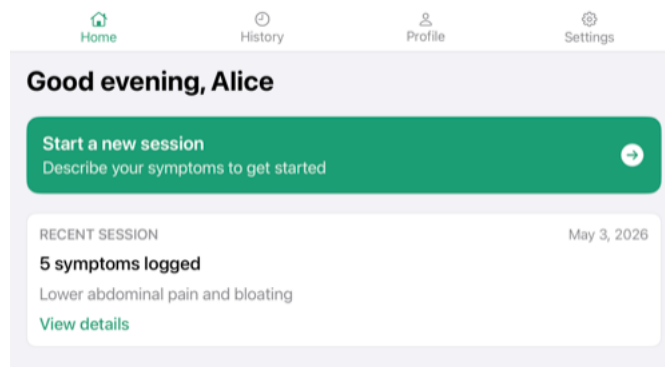 Home
History
Profile
Settings
Good evening, Alice
Start a new session
Describe your symptoms to get started
RECENT SESSION
May 3, 2026
5 symptoms logged
Lower abdominal pain and bloating
View details